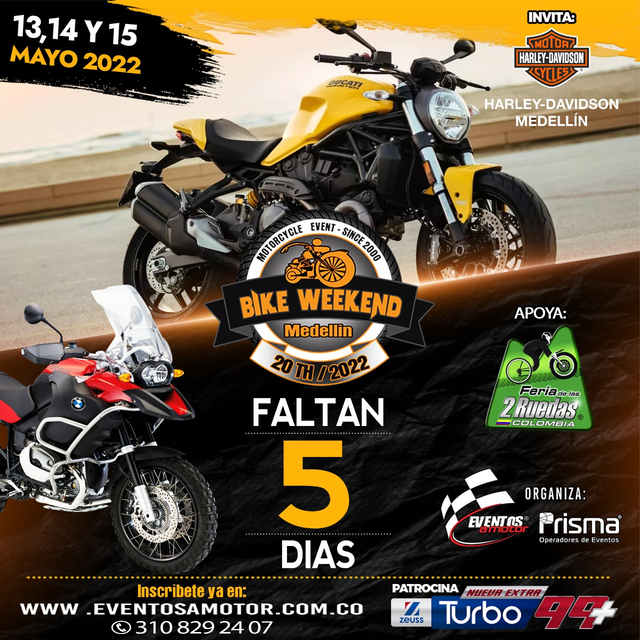 13,14 Y 15
MAYO 2022
INVITA:
MOTOR
HARLEY-DAVIDSON
CYCLES
HARLEY-DAVIDSON
MEDELLÍN
DUCATI
MOTORCYCLE EVENT - SINCE 2000
BIKE WEEKEND
Medellin
20 TH / 2022
APOYA:
Feria de las
2 Ruedas
COLOMBIA
BMW
FALTAN
5
DIAS
ORGANIZA:
EVENTOS
a motor
Prisma®
Operadores de Eventos
Inscribete ya en:
WWW .EVENTOSAMOTOR.COM.CO
310 829 24 07
PATROCINA
NUEVA EXTRA
Z
zeuss
Turbo
99+